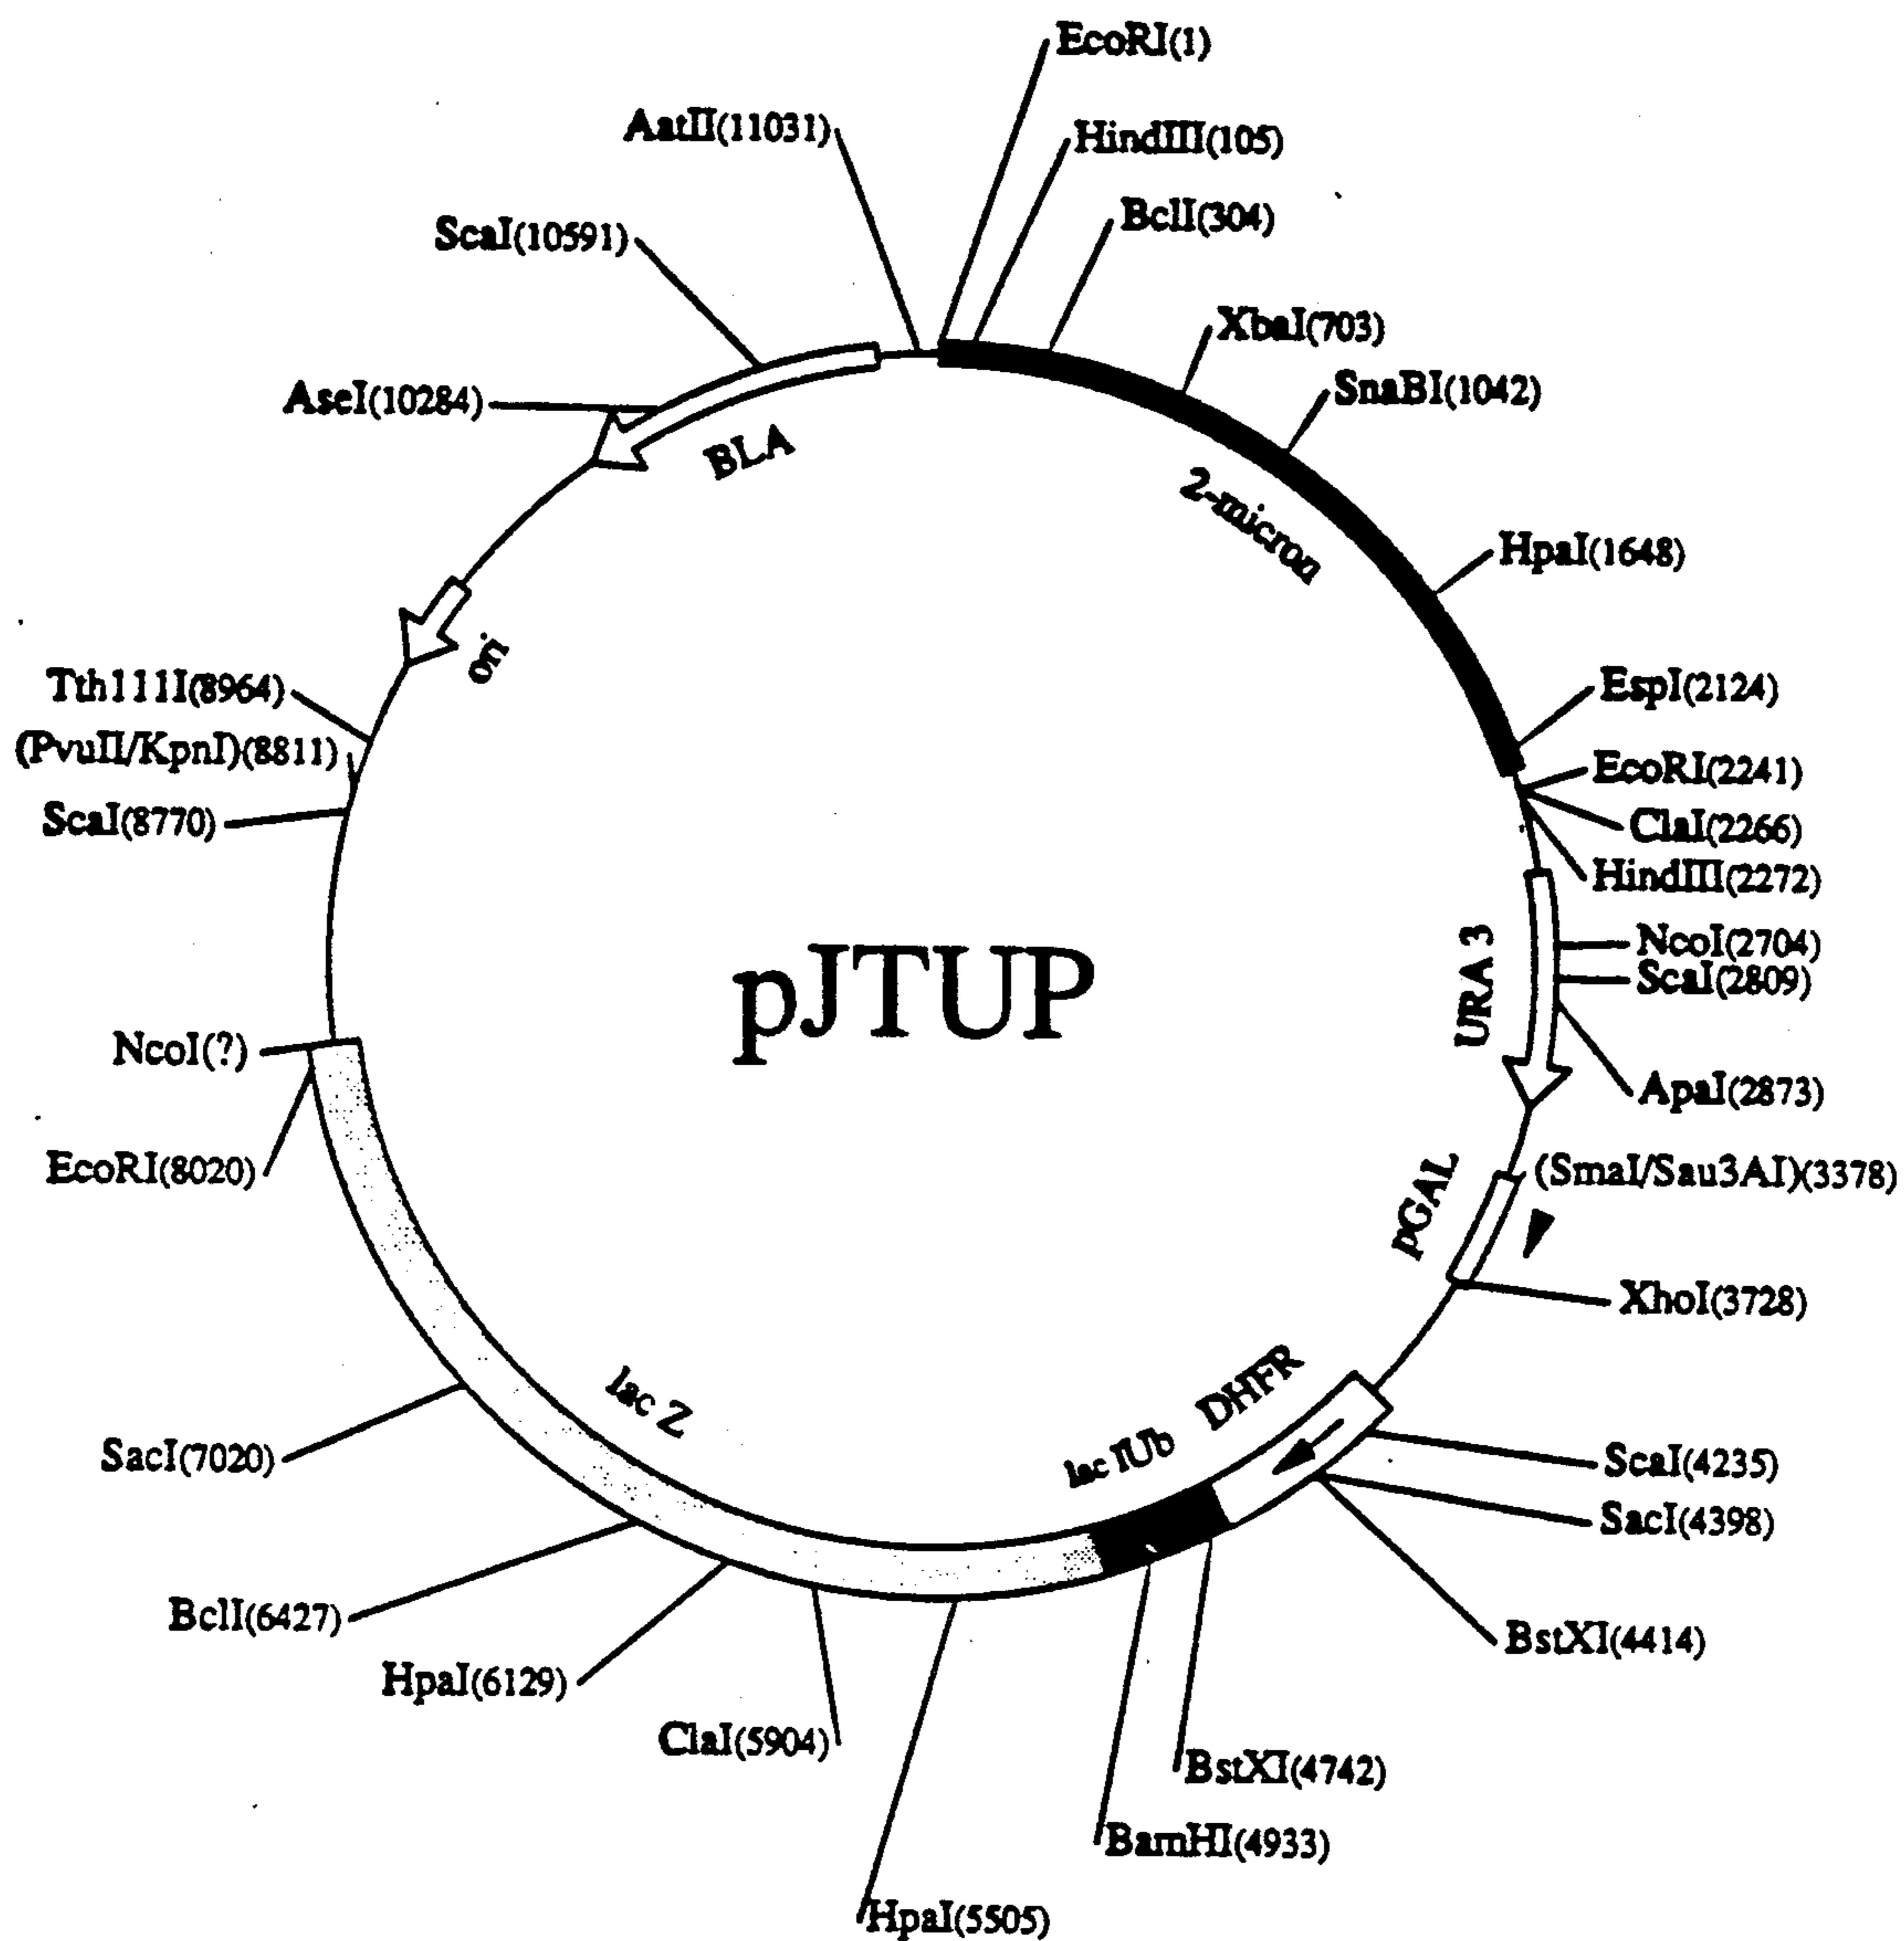 EcoRI(1)
AatII(11031)
HindIII(105)
BclI(304)
ScaI(10591)
XbaI(703)
SnaBI(1042)
AseI(10284)
BLA
2-micron
HpaI(1648)
ori
Tth111I(8964)
EspI(2124)
(PvuII/KpnI)(8811)
EcoRI(2241)
ScaI(8770)
ClaI(2266)
HindIII(2272)
NcoI(2704)
URA 3
ScaI(2809)
pJTUP
NcoI(?)
ApaI(2873)
EcoRI(8020)
(SmaI/Sau3AI)(3378)
pGAL
XhoI(3728)
lac Z
DHFR
lac IUb
SacI(7020)
ScaI(4235)
SacI(4398)
BclI(6427)
BstXI(4414)
HpaI(6129)
ClaI(5904)
BstXI(4742)
BamHI(4933)
HpaI(5505)